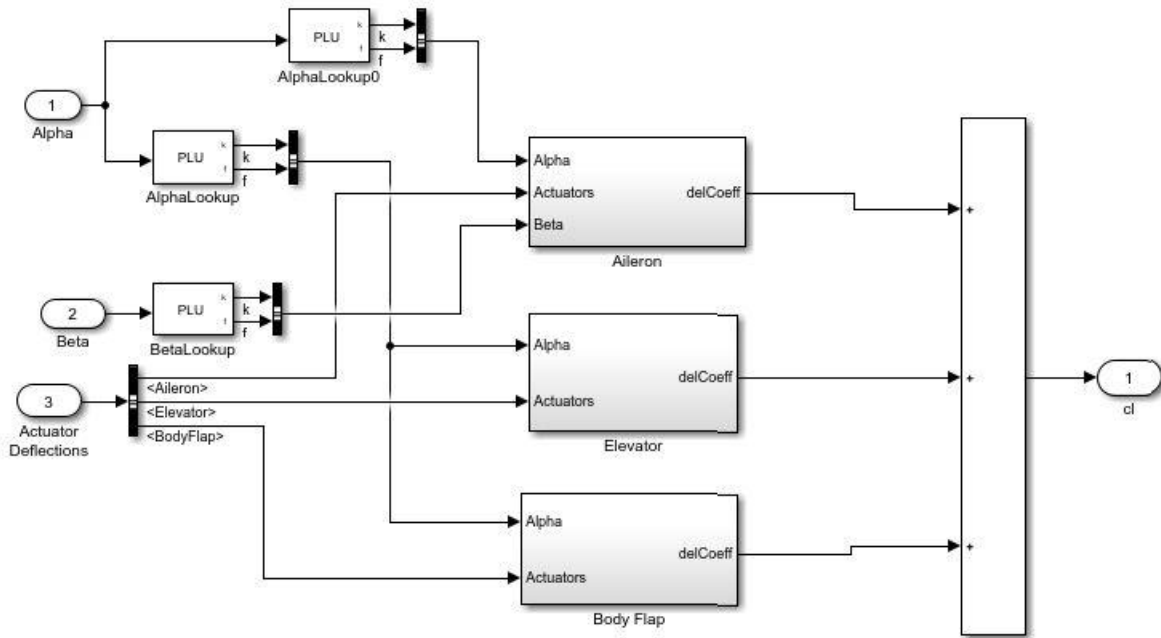 PLU
k
f
k
f
AlphaLookup0
1
Alpha
PLU
k
f
k
f
AlphaLookup
Alpha
Actuators
Beta
delCoeff
Aileron
+
2
Beta
PLU
k
f
k
f
BetaLookup
Alpha
Actuators
delCoeff
Elevator
+
1
cl
3
Actuator
Deflections
<Aileron>
<Elevator>
<BodyFlap>
Alpha
Actuators
delCoeff
Body Flap
+